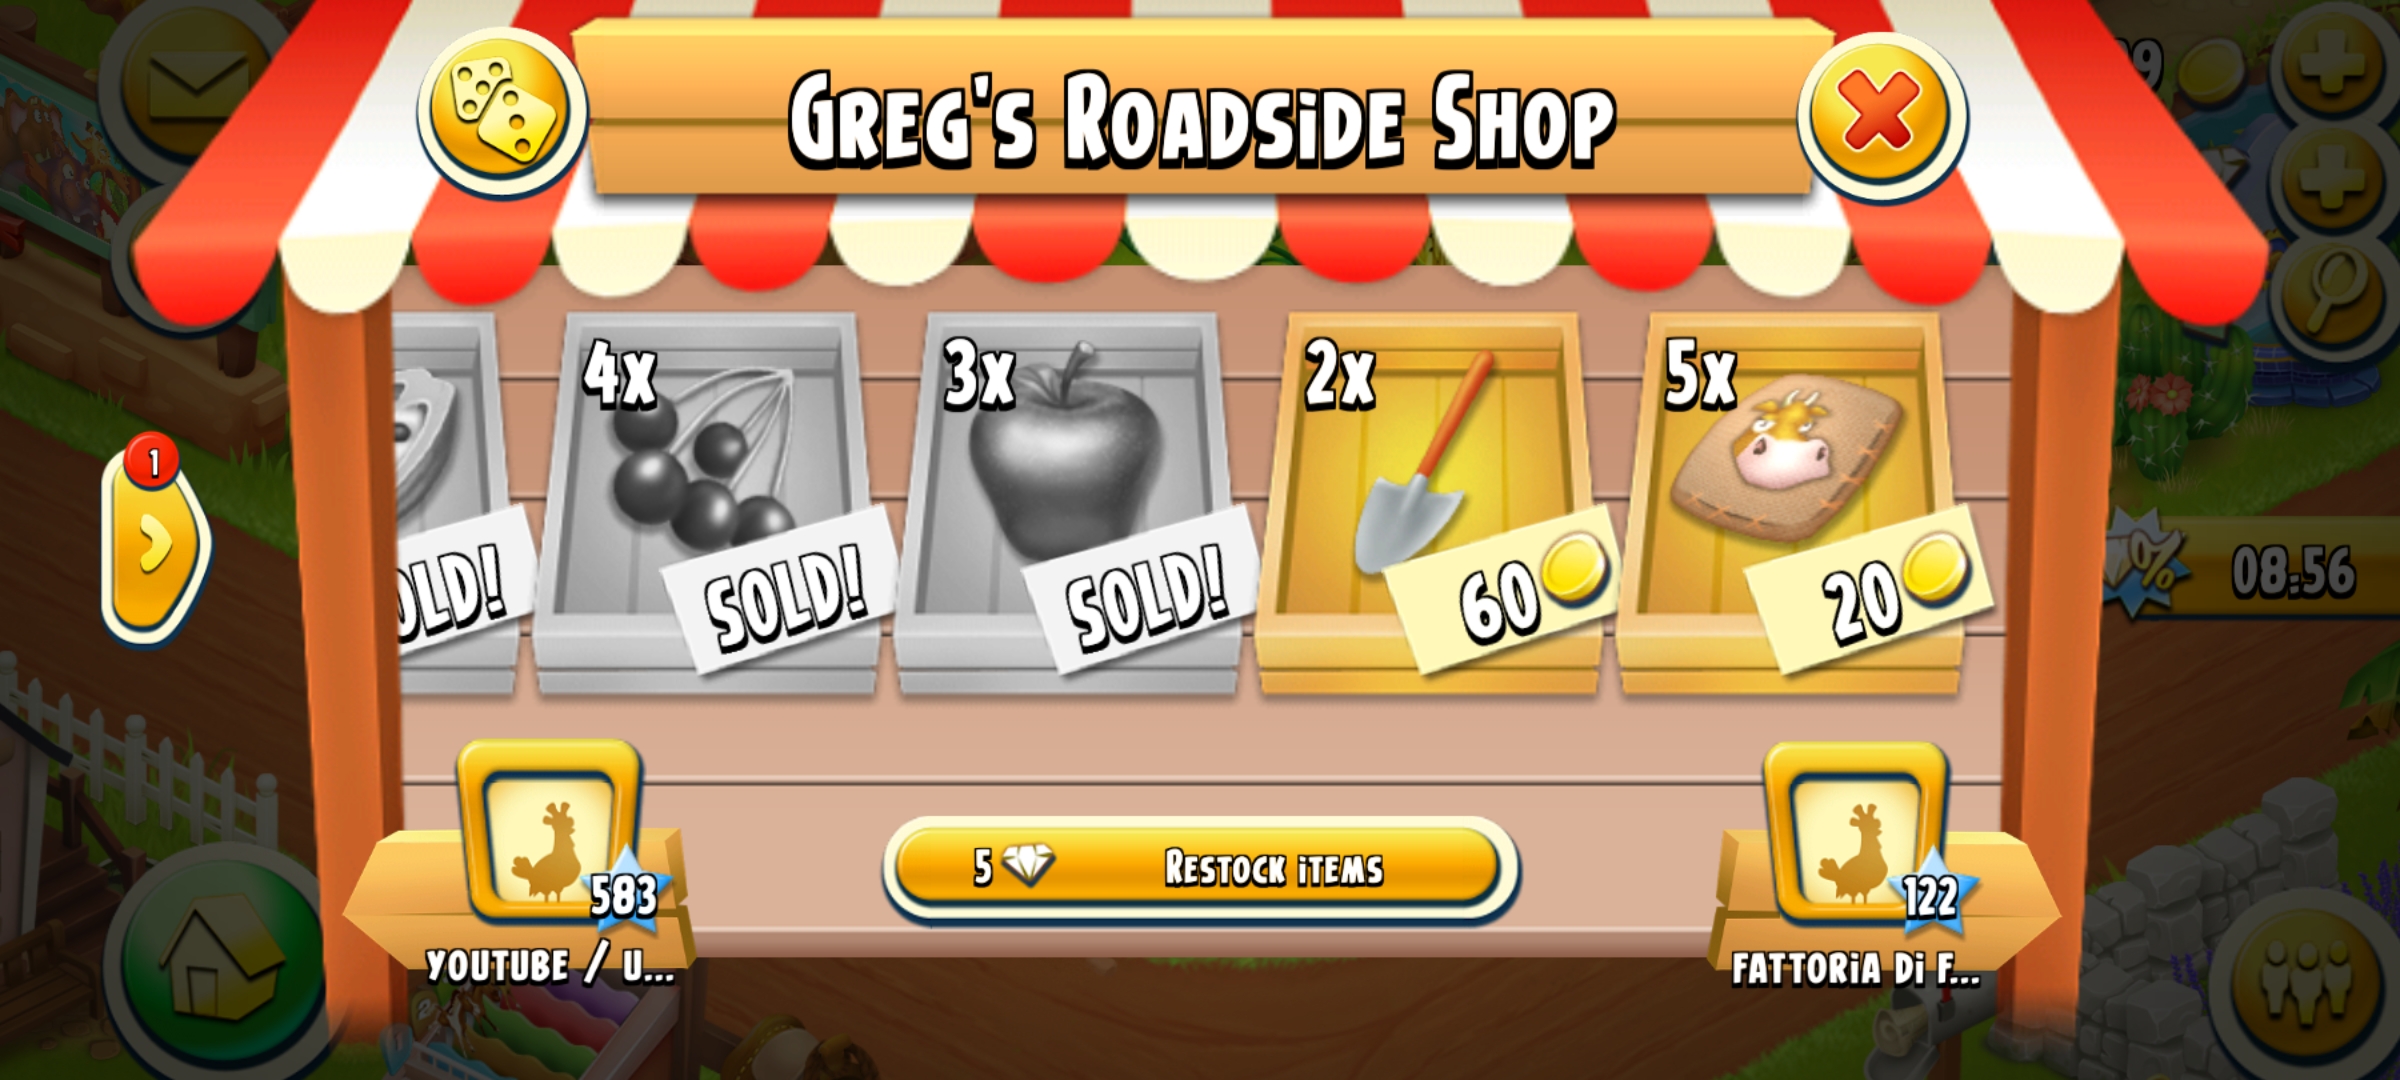 GREG'S ROADSIDE SHOP
4x
3x
2x
5x
OLD!
SOLD!
SOLD!
60
20
1
08:56
5
RESTOCK ITEMS
583
YOUTUBE / U...
122
FATTORIA DI F...